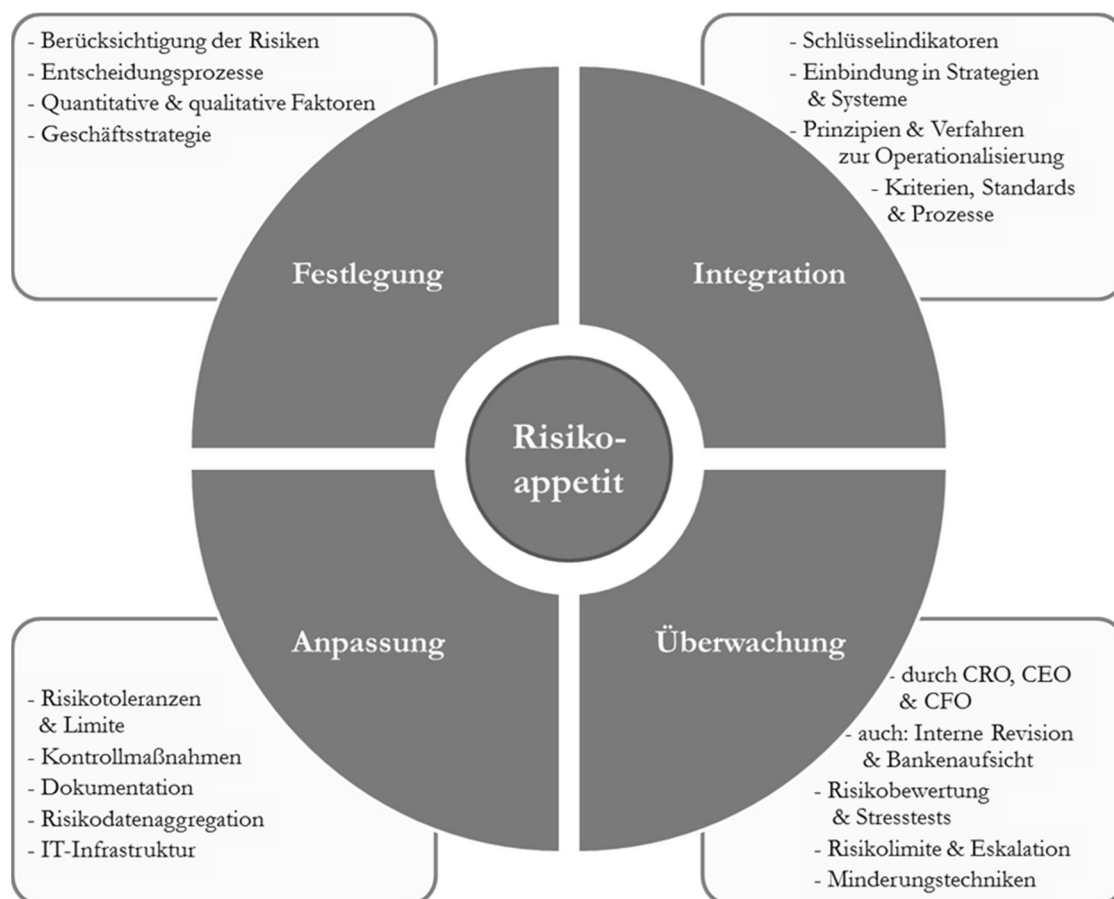 - Berücksichtigung der Risiken
- Entscheidungsprozesse
- Quantitative & qualitative Faktoren
- Geschäftsstrategie
- Schlüsselindikatoren
- Einbindung in Strategien
& Systeme
- Prinzipien & Verfahren
zur Operationalisierung
- Kriterien, Standards
& Prozesse
Festlegung
Integration
Risiko-
appetit
Anpassung
Überwachung
- Risikotoleranzen
& Limite
- Kontrollmaßnahmen
- Dokumentation
- Risikodatenaggregation
- IT-Infrastruktur
- durch CRO, CEO
& CFO
- auch: Interne Revision
& Bankenaufsicht
- Risikobewertung
& Stresstests
- Risikolimite & Eskalation
- Minderungstechniken